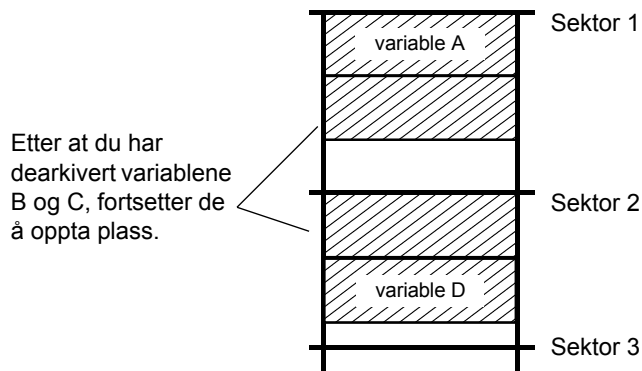 Sektor 1
variable A
Etter at du har
dearkivert variablene
B og C, fortsetter de
å oppta plass.
Sektor 2
variable D
Sektor 3